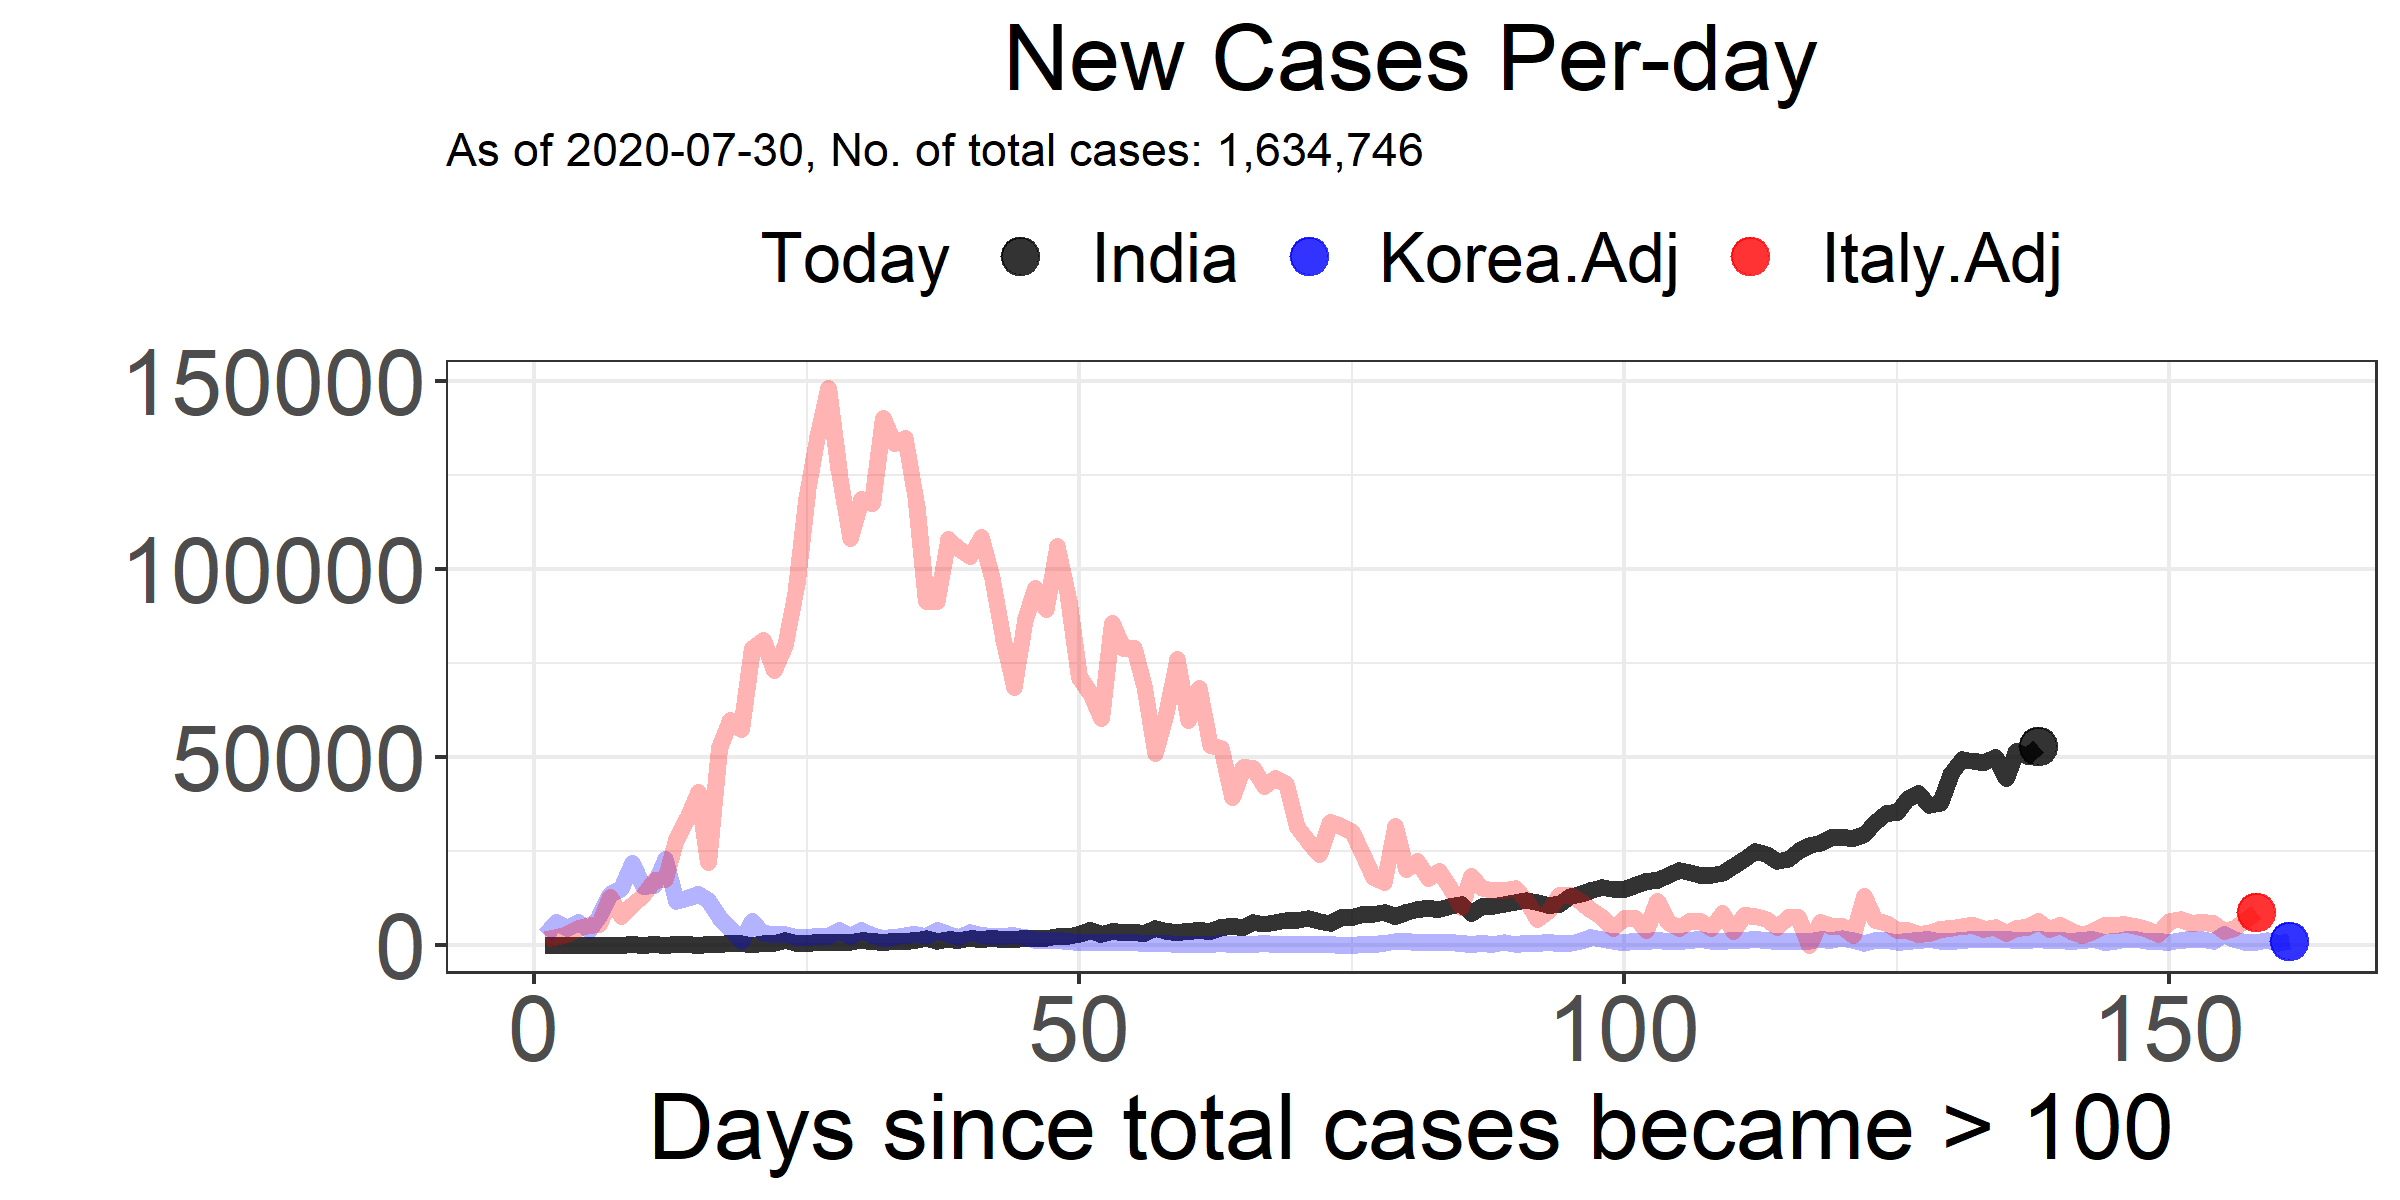 New Cases Per-day
As of 2020-07-30, No. of total cases: 1,634,746
Today India Korea.Adj Italy.Adj
150000
100000
50000
0
0 50 100 150
Days since total cases became > 100